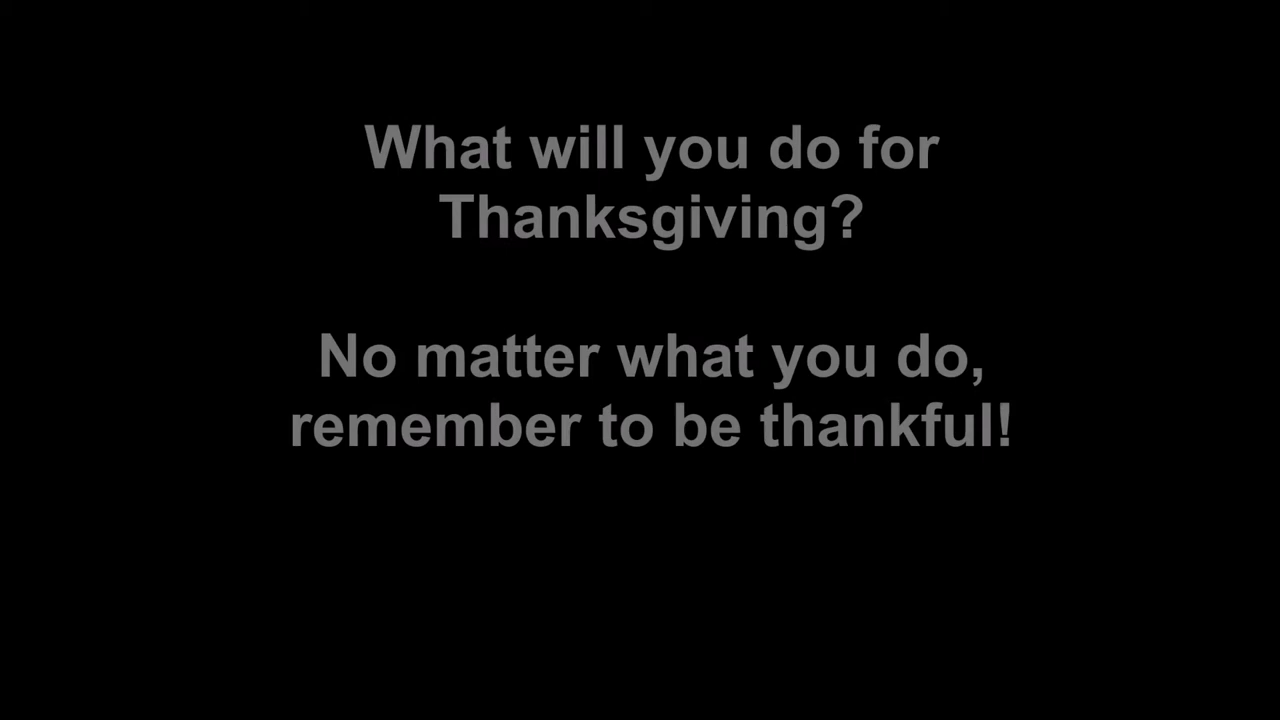 What will you do for
Thanksgiving?
No matter what you do,
remember to be thankful!